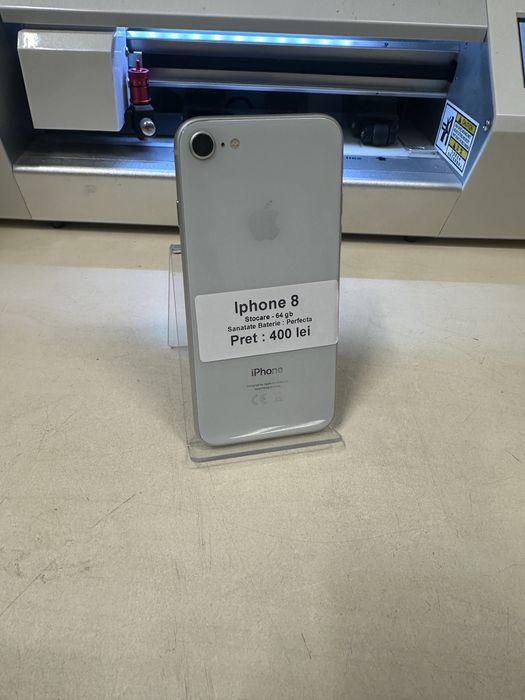 Iphone 8
Stocare - 64 gb
Sanatate Baterie : Perfecta
Pret : 400 lei
iPhone